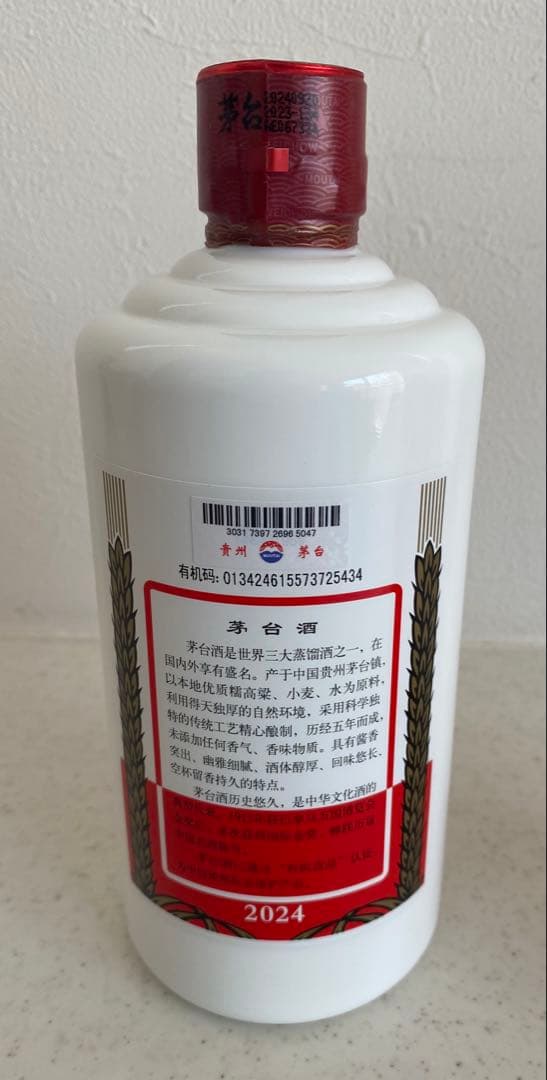 茅台
20240920
MOUTAI
3031 7397 2696 5047
贵州 茅台
有机码: 013424615573725434
茅台酒
茅台酒是世界三大蒸馏酒之一，在
国内外享有盛名。产于中国贵州茅台镇，
以本地优质糯高粱、小麦、水为原料，
利用得天独厚的自然环境，采用科学独
特的传统工艺精心酿制，历经五年而成，
未添加任何香气、香味物质。具有酱香
突出、幽雅细腻、酒体醇厚、回味悠长、
空杯留香持久的特点。
茅台酒历史悠久，是中华文化酒的
2024